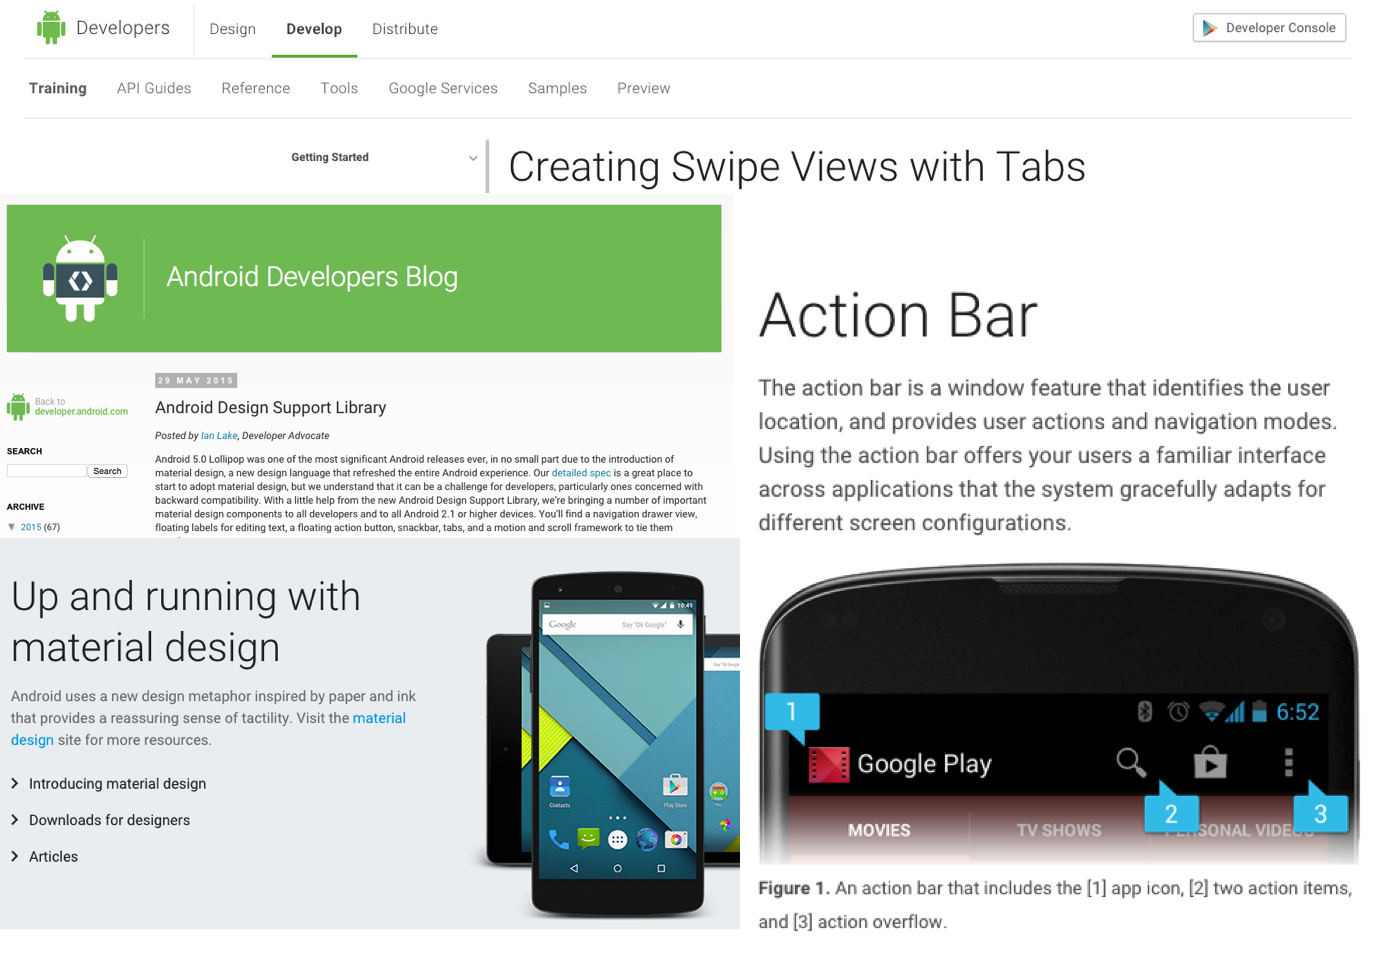 Developers
Design
Develop
Distribute
Developer Console
Training
API Guides
Reference
Tools
Google Services
Samples
Preview
Getting Started
Creating Swipe Views with Tabs
Android Developers Blog
29 MAY 2015
Back to
developer.android.com
Android Design Support Library
Posted by Ian Lake, Developer Advocate
SEARCH
Search
ARCHIVE
2015 (67)
Android 5.0 Lollipop was one of the most significant Android releases ever, in no small part due to the introduction of
material design, a new design language that refreshed the entire Android experience. Our detailed spec is a great place to
start to adopt material design, but we understand that it can be a challenge for developers, particularly ones concerned with
backward compatibility. With a little help from the new Android Design Support Library, we're bringing a number of important
material design components to all developers and to all Android 2.1 or higher devices. You'll find a navigation drawer view,
floating labels for editing text, a floating action button, snackbar, tabs, and a motion and scroll framework to tie them
Up and running with
material design
Android uses a new design metaphor inspired by paper and ink
that provides a reassuring sense of tactility. Visit the material
design site for more resources.
Introducing material design
Downloads for designers
Articles
10:49
Google
Say "Ok Google"
Contacts
Play Store
Action Bar
The action bar is a window feature that identifies the user
location, and provides user actions and navigation modes.
Using the action bar offers your users a familiar interface
across applications that the system gracefully adapts for
different screen configurations.
1
6:52
Google Play
2
3
MOVIES
TV SHOWS
PERSONAL VIDEOS
Figure 1. An action bar that includes the [1] app icon, [2] two action items,
and [3] action overflow.